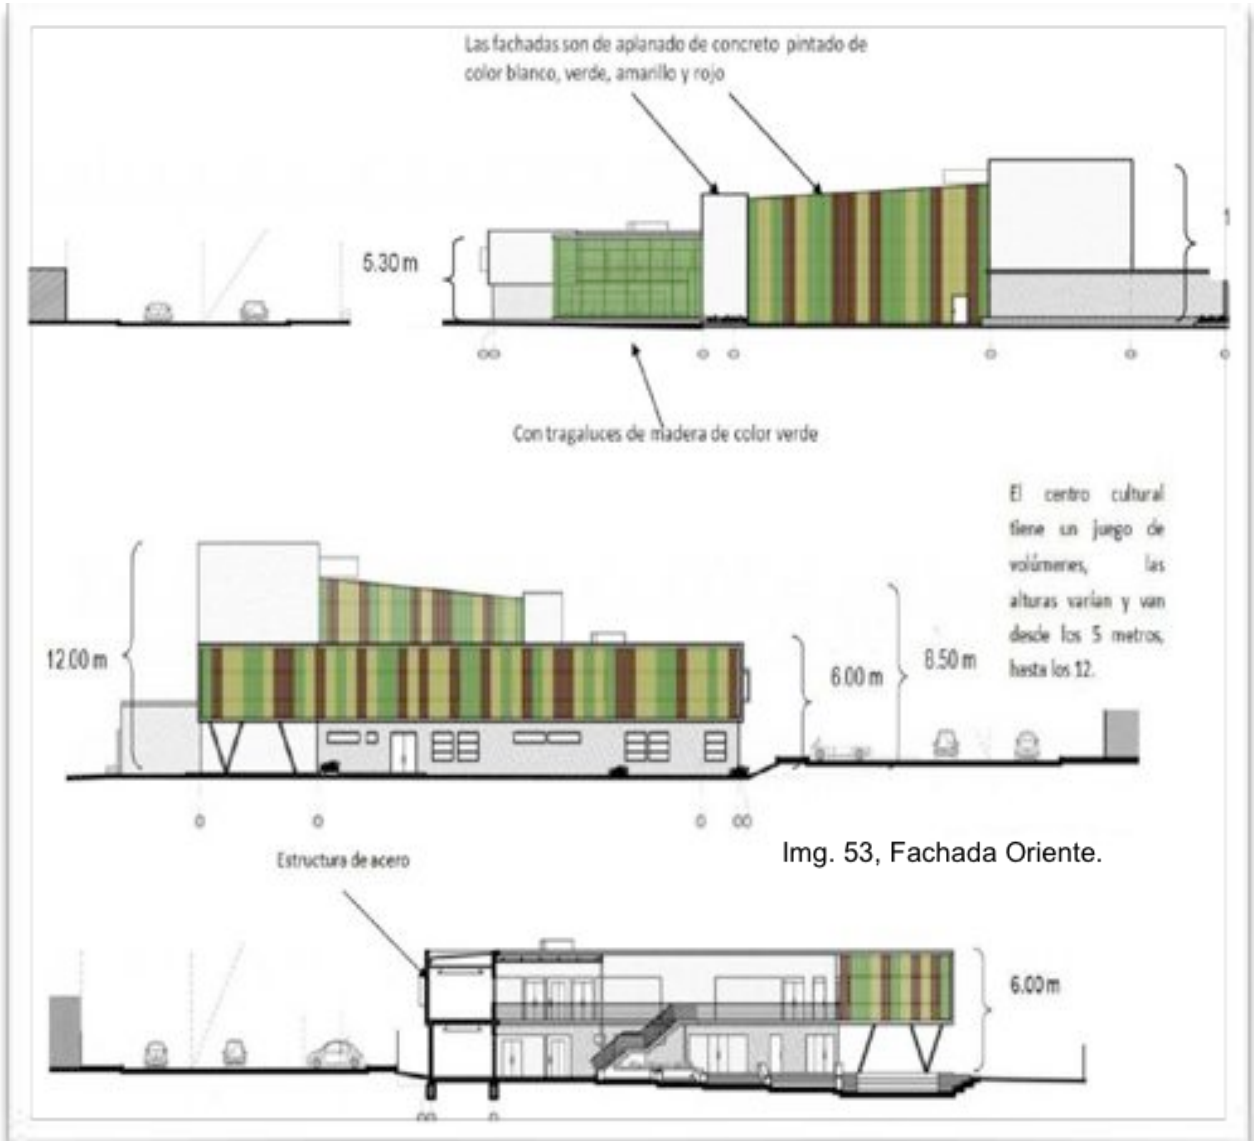 Las fachadas son de aplanado de concreto pintado de
color blanco, verde, amarillo y rojo
5.30 m
Con tragaluces de madera de color verde
El centro cultural
tiene un juego de
volúmenes, las
alturas varían y van
desde los 5 metros,
hasta los 12.
12.00 m
6.00 m
8.50 m
Img. 53, Fachada Oriente.
Estructura de acero
6.00 m